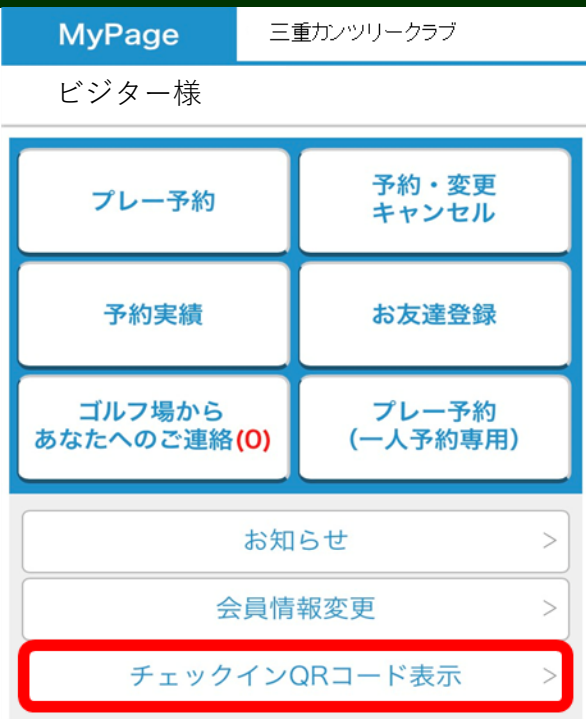 MyPage
三重カンツリークラブ
ビジター様
プレー予約
予約・変更
キャンセル
予約実績
お友達登録
ゴルフ場から
あなたへのご連絡(0)
プレー予約
(一人予約専用)
お知らせ >
会員情報変更 >
チェックインQRコード表示 >